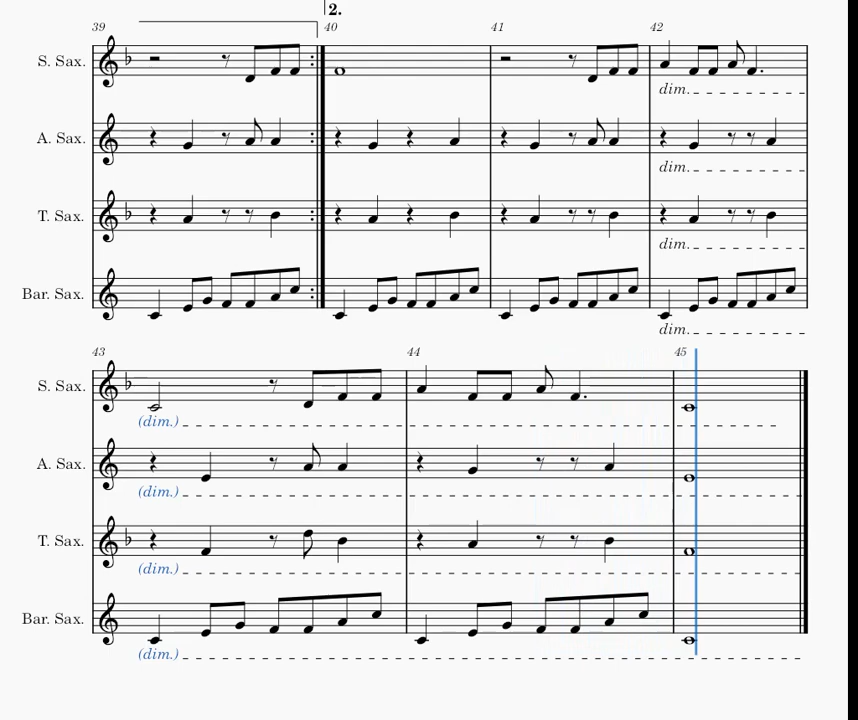 2.
39 40 41 42
S. Sax.
dim.
A. Sax.
dim.
T. Sax.
dim.
Bar. Sax.
dim.
43 44 45
S. Sax.
(dim.)
A. Sax.
(dim.)
T. Sax.
(dim.)
Bar. Sax.
(dim.)